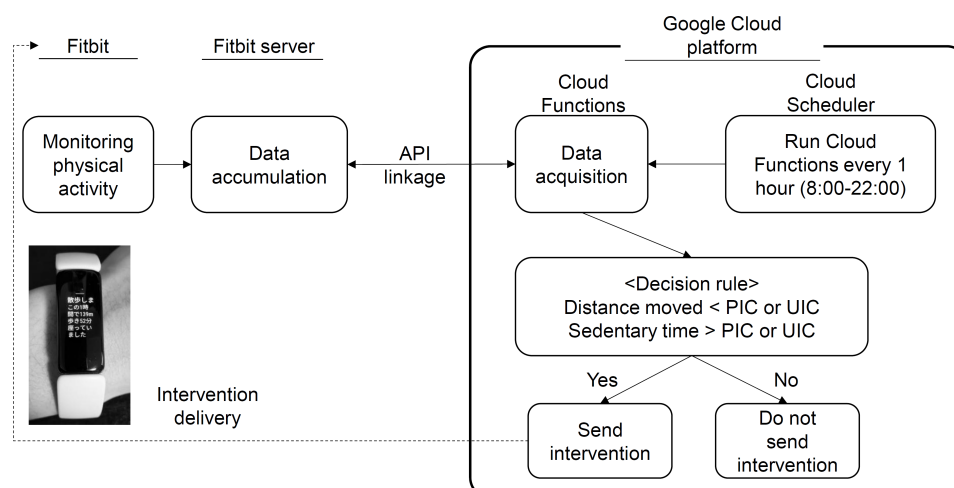 Google Cloud
platform
Fitbit
Fitbit server
Cloud
Functions
Cloud
Scheduler
Monitoring
physical
activity
Data
accumulation
API
linkage
Data
acquisition
Run Cloud
Functions every 1
hour (8:00-22:00)
<Decision rule>
Distance moved < PIC or UIC
Sedentary time > PIC or UIC
散歩しま
この1時
間で139m
歩き52分
座ってい
ました
Intervention
delivery
Yes
No
Send
intervention
Do not
send
intervention